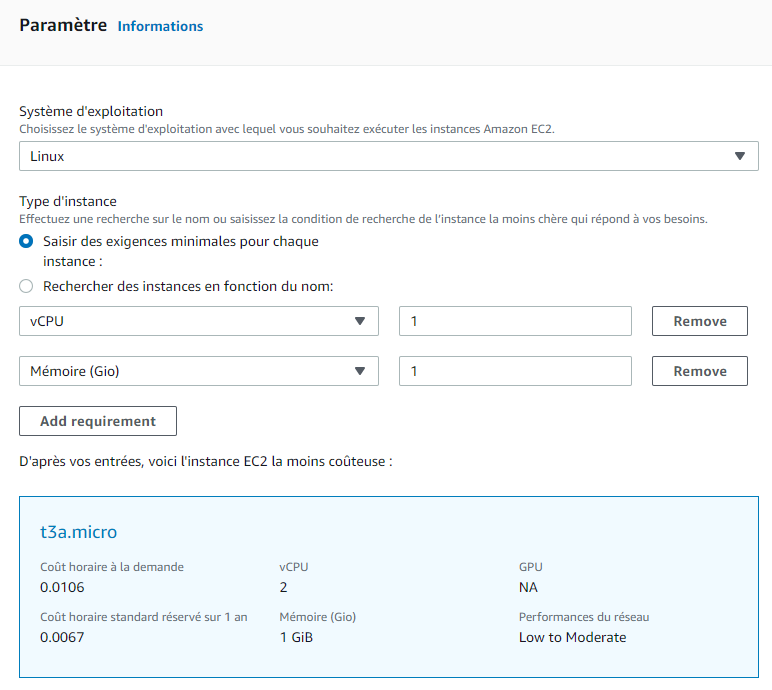 Paramètre Informations
Système d'exploitation
Choisissez le système d'exploitation avec lequel vous souhaitez exécuter les instances Amazon EC2.
Linux
Type d'instance
Effectuez une recherche sur le nom ou saisissez la condition de recherche de l'instance la moins chère qui répond à vos besoins.
Saisir des exigences minimales pour chaque
instance :
Rechercher des instances en fonction du nom:
vCPU 1 Remove
Mémoire (Gio) 1 Remove
Add requirement
D'après vos entrées, voici l'instance EC2 la moins coûteuse :
t3a.micro
Coût horaire à la demande vCPU GPU
0.0106 2 NA
Coût horaire standard réservé sur 1 an Mémoire (Gio) Performances du réseau
0.0067 1 GiB Low to Moderate